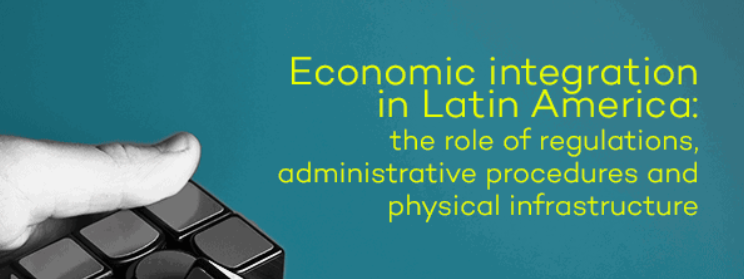 Economic integration
in Latin America:
the role of regulations,
administrative procedures and
physical infrastructure